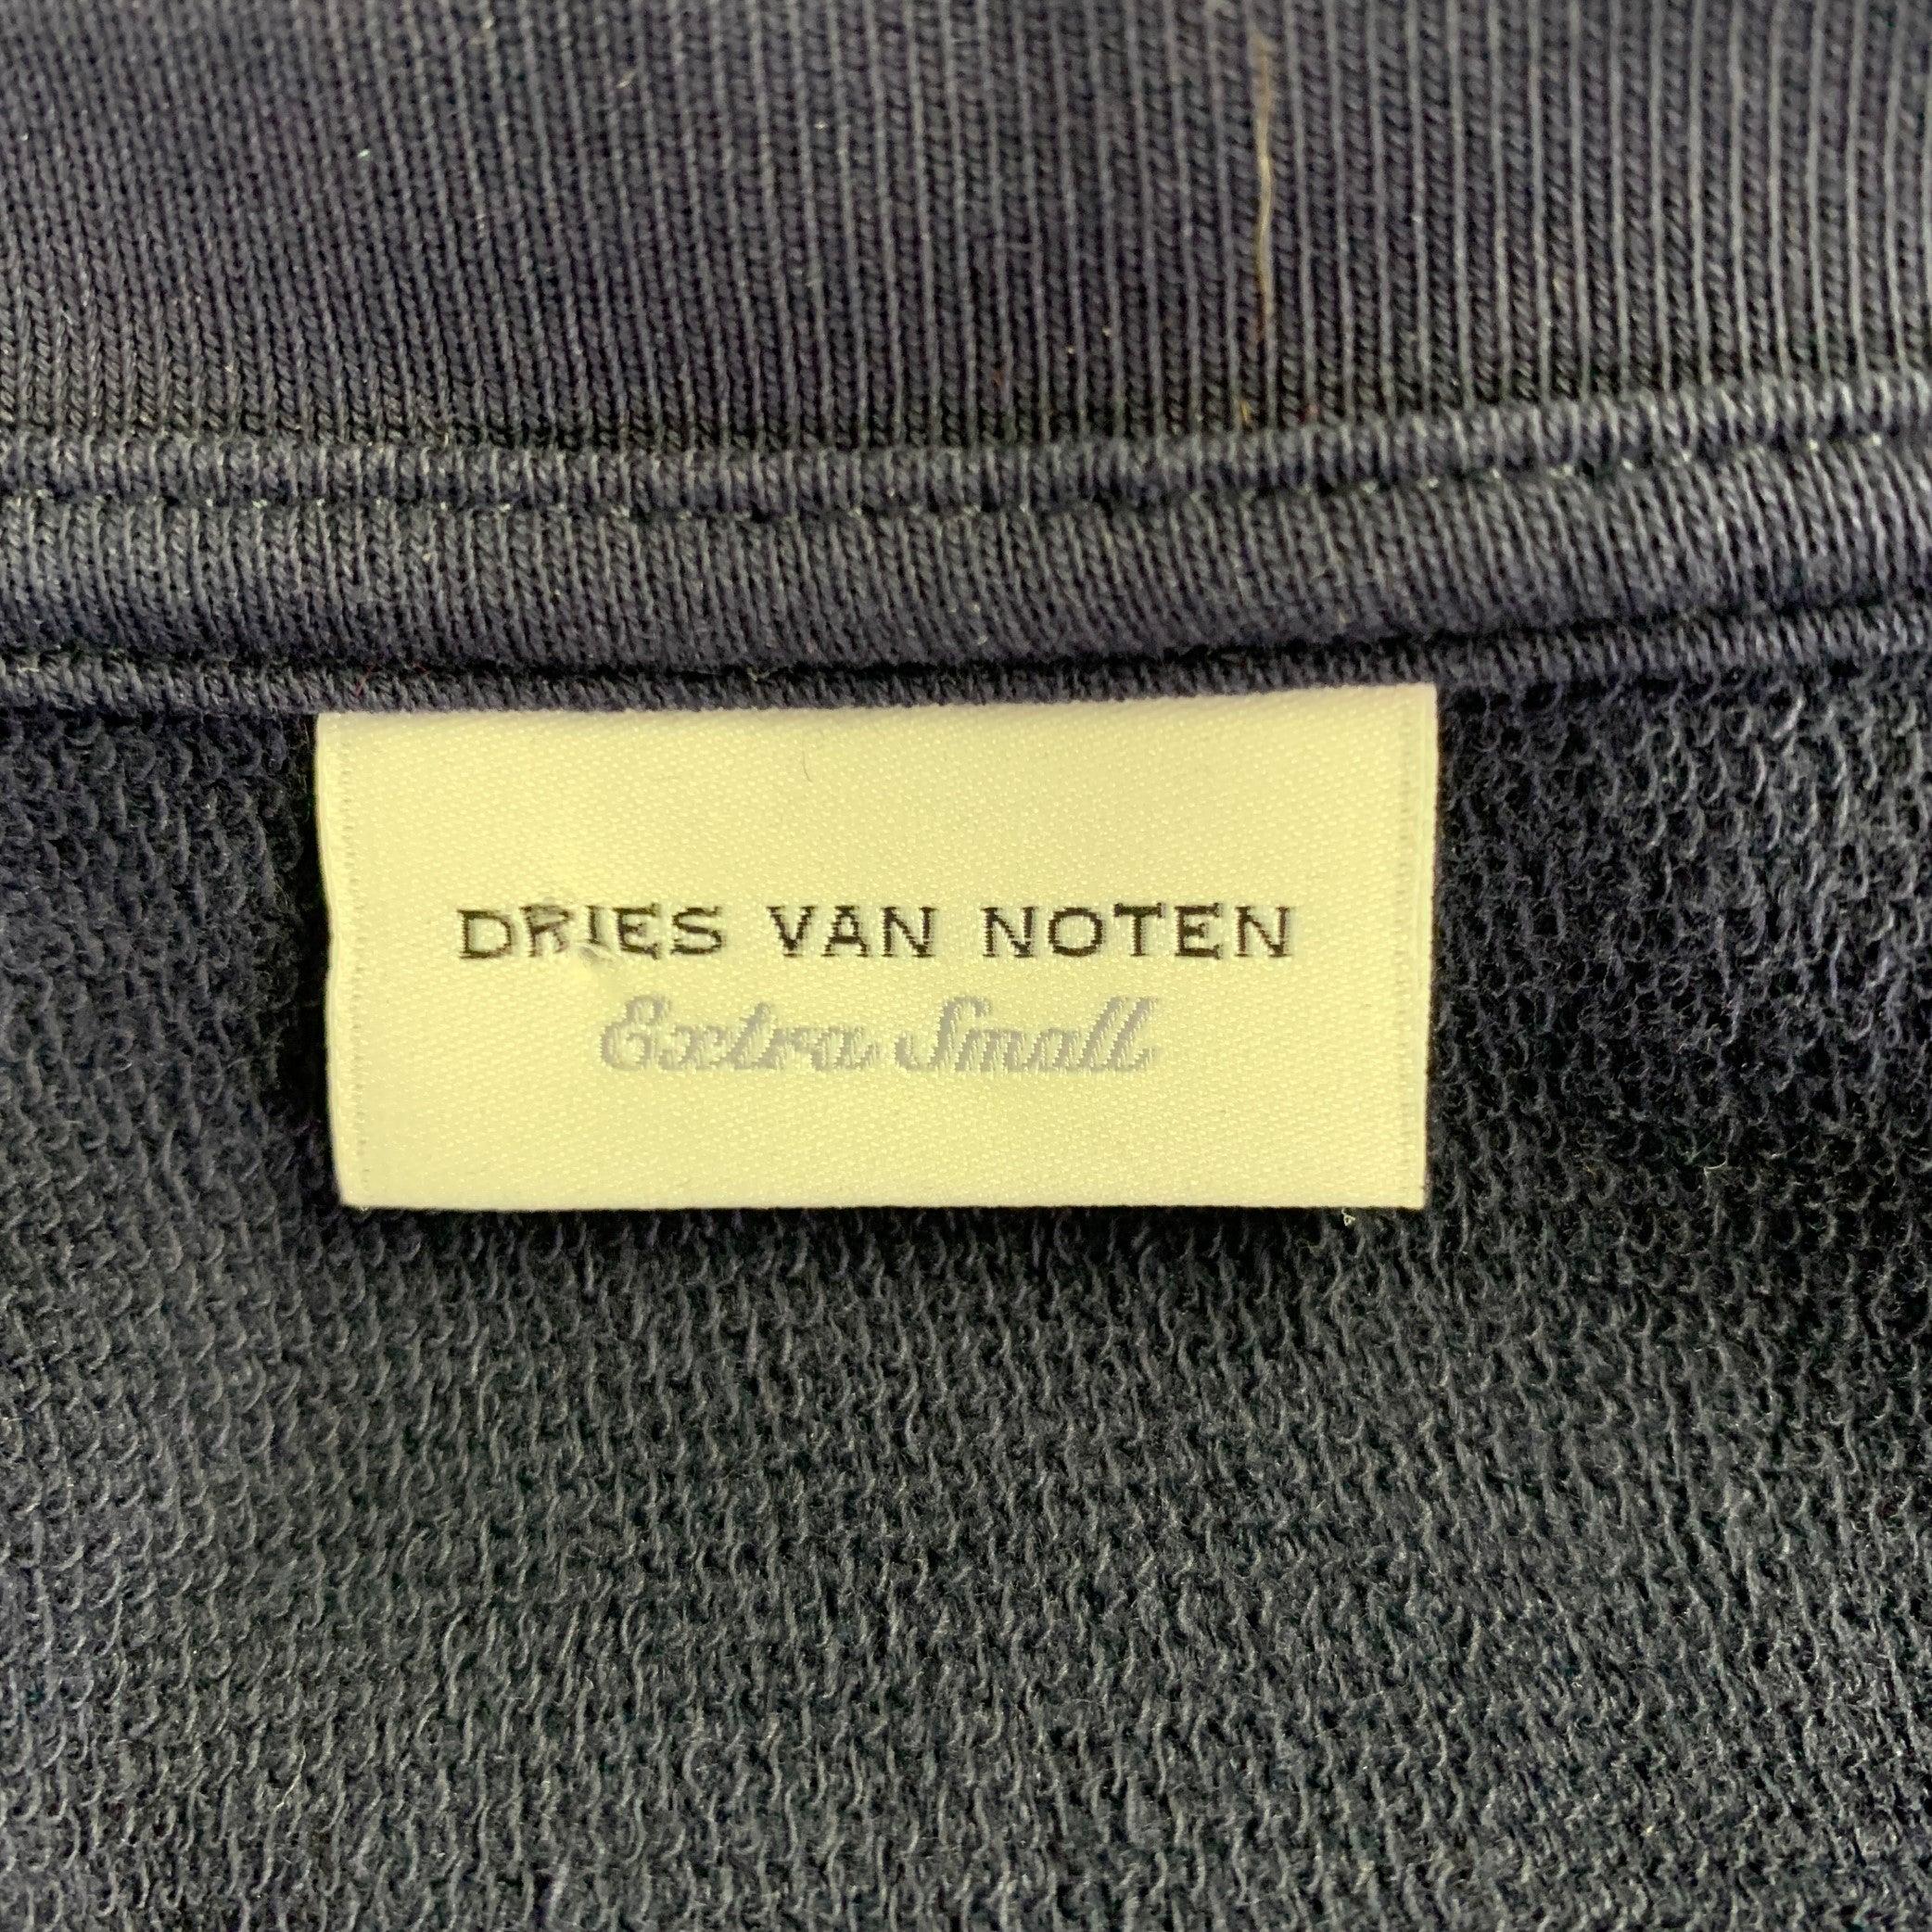 DRIES VAN NOTEN
Extra Small